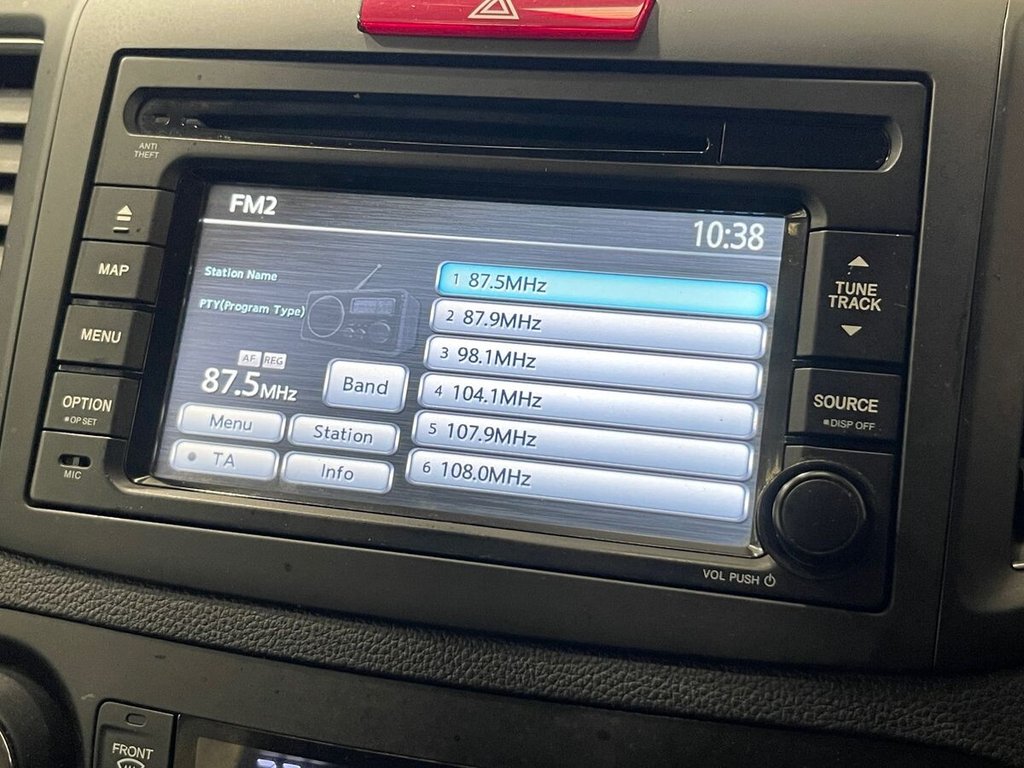 ANTI
THEFT
FM2
10:38
MAP
Station Name
1 87.5MHz
TUNE
TRACK
PTY(Program Type)
2 87.9MHz
MENU
3 98.1MHz
AF REG
87.5MHz
Band
4 104.1MHz
OPTION
OP SET
SOURCE
DISP OFF
Menu
Station
5 107.9MHz
TA
Info
6 108.0MHz
MIC
VOL PUSH
FRONT